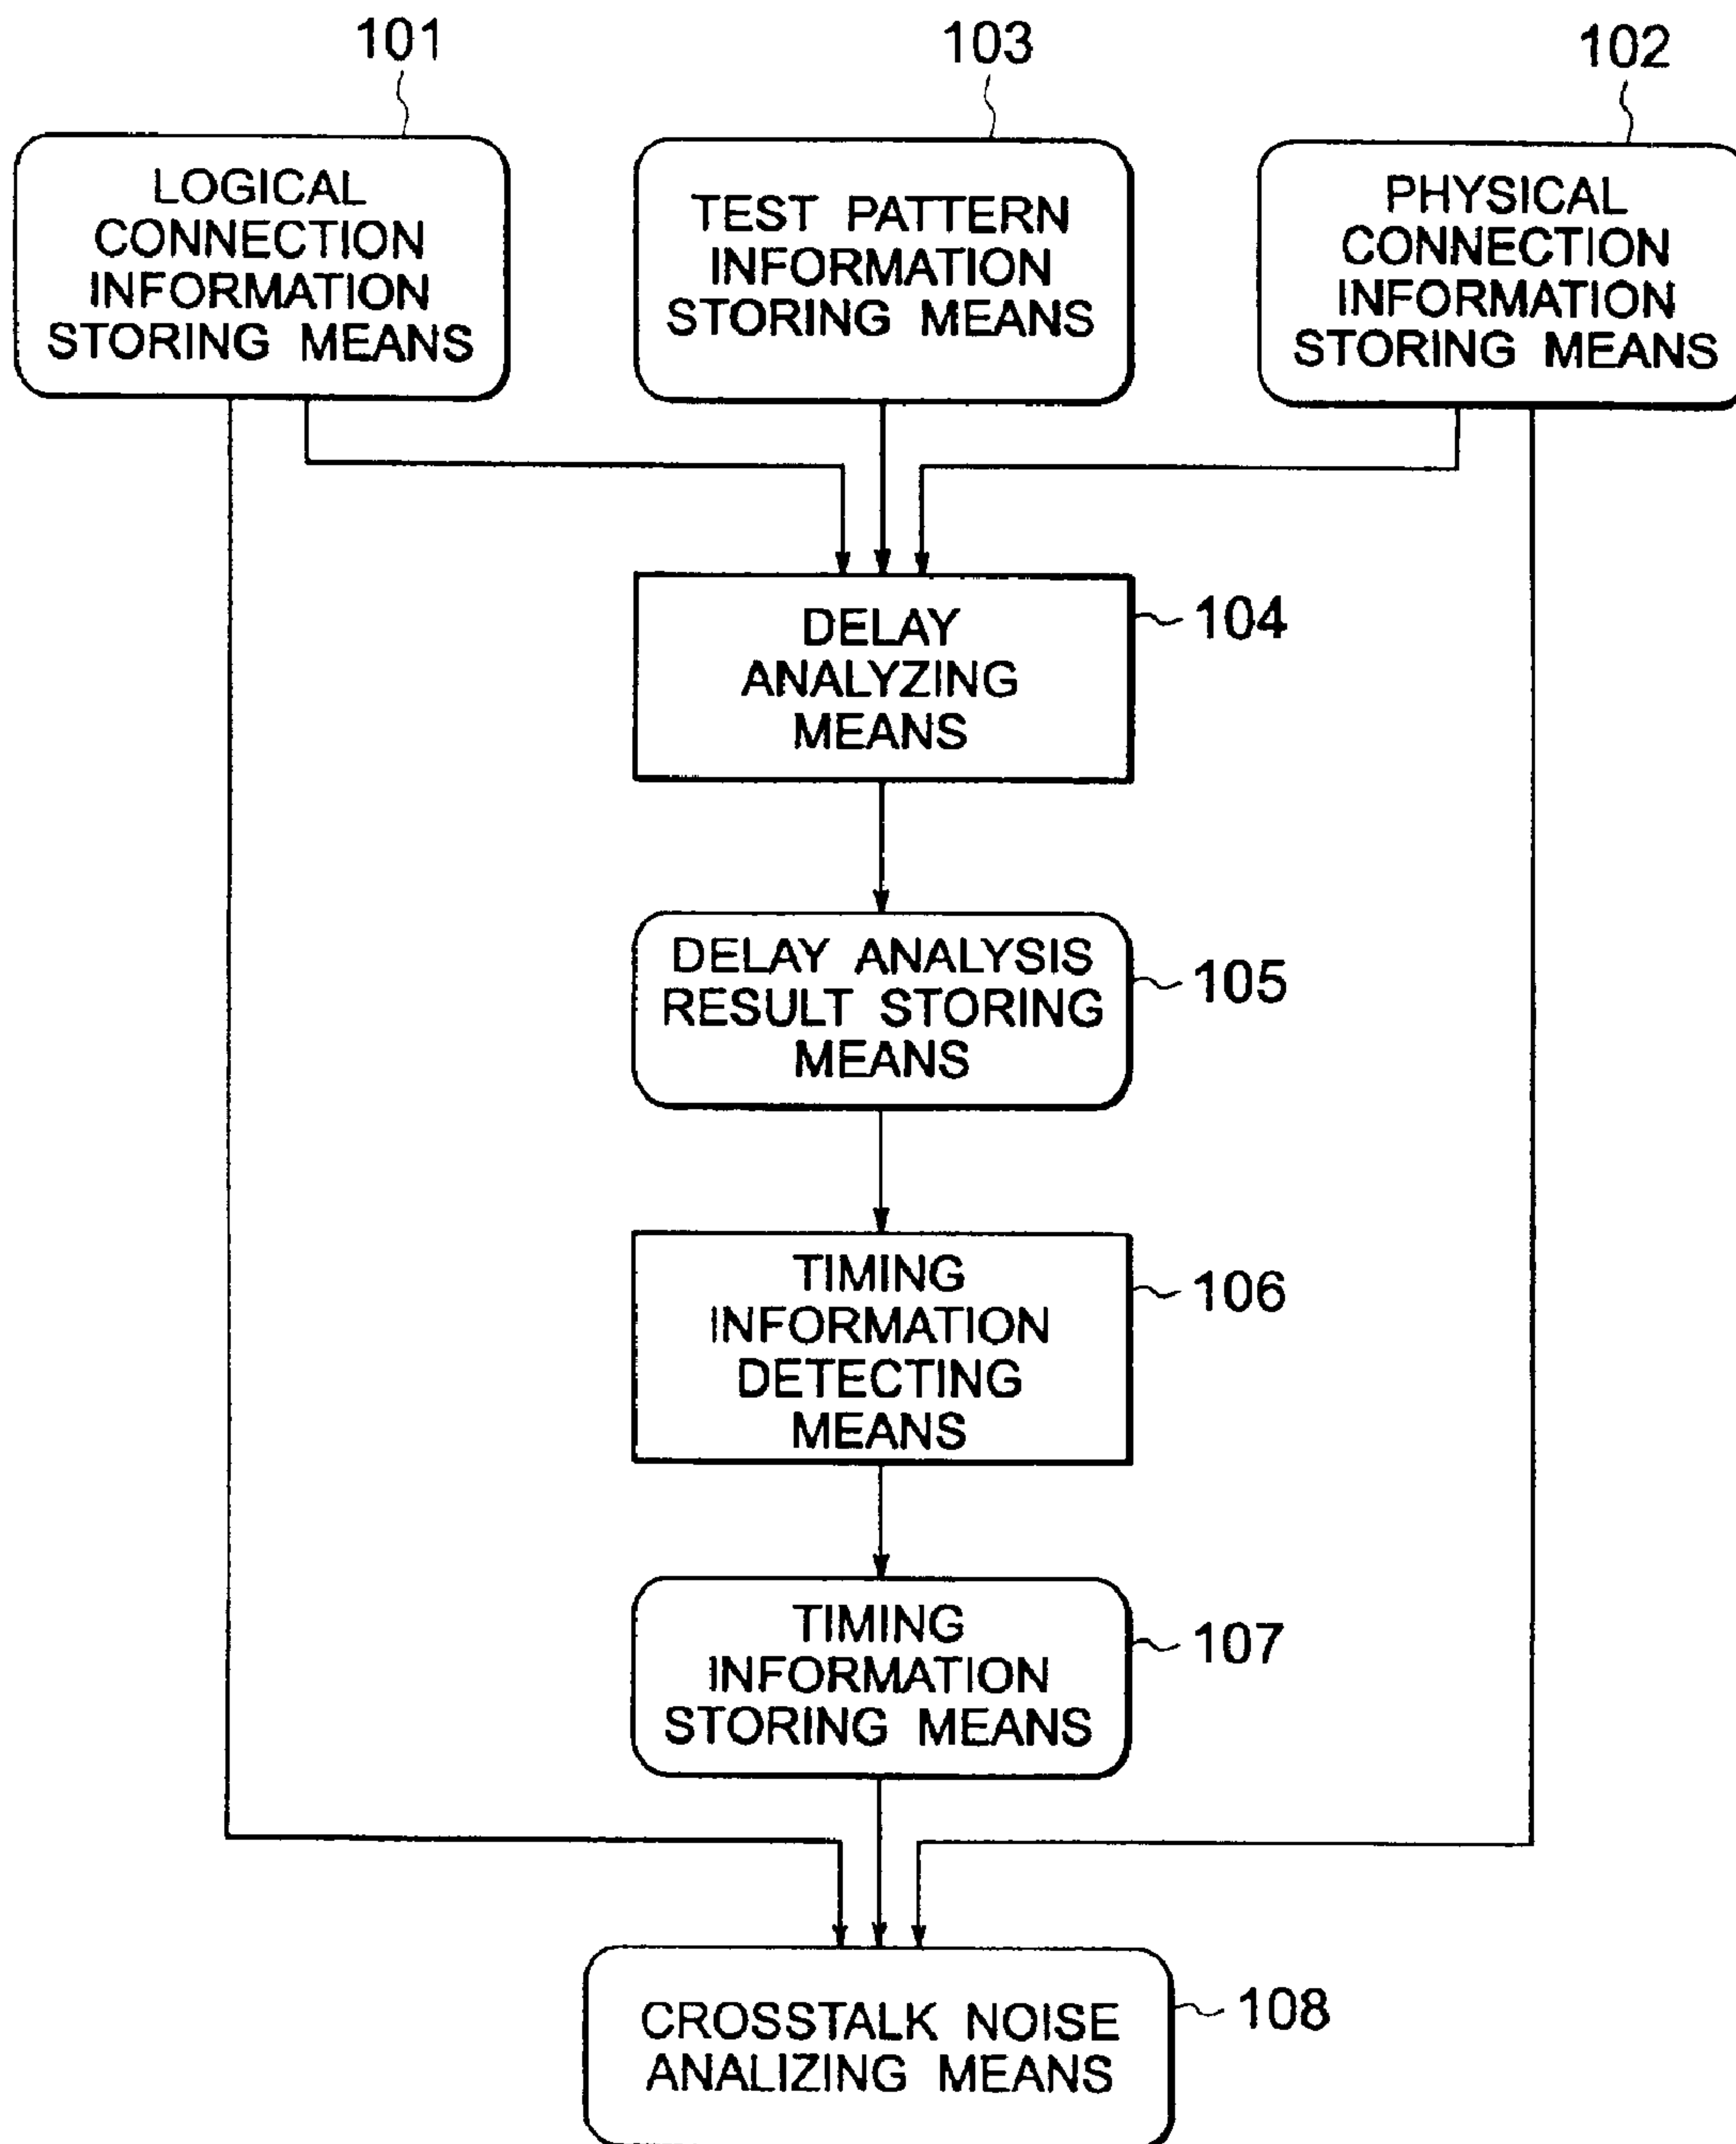 101
103
102
LOGICAL
CONNECTION
INFORMATION
STORING MEANS
TEST PATTERN
INFORMATION
STORING MEANS
PHYSICAL
CONNECTION
INFORMATION
STORING MEANS
DELAY
ANALYZING
MEANS
104
DELAY ANALYSIS
RESULT STORING
MEANS
105
TIMING
INFORMATION
DETECTING
MEANS
106
TIMING
INFORMATION
STORING MEANS
107
CROSSTALK NOISE
ANALIZING MEANS
108